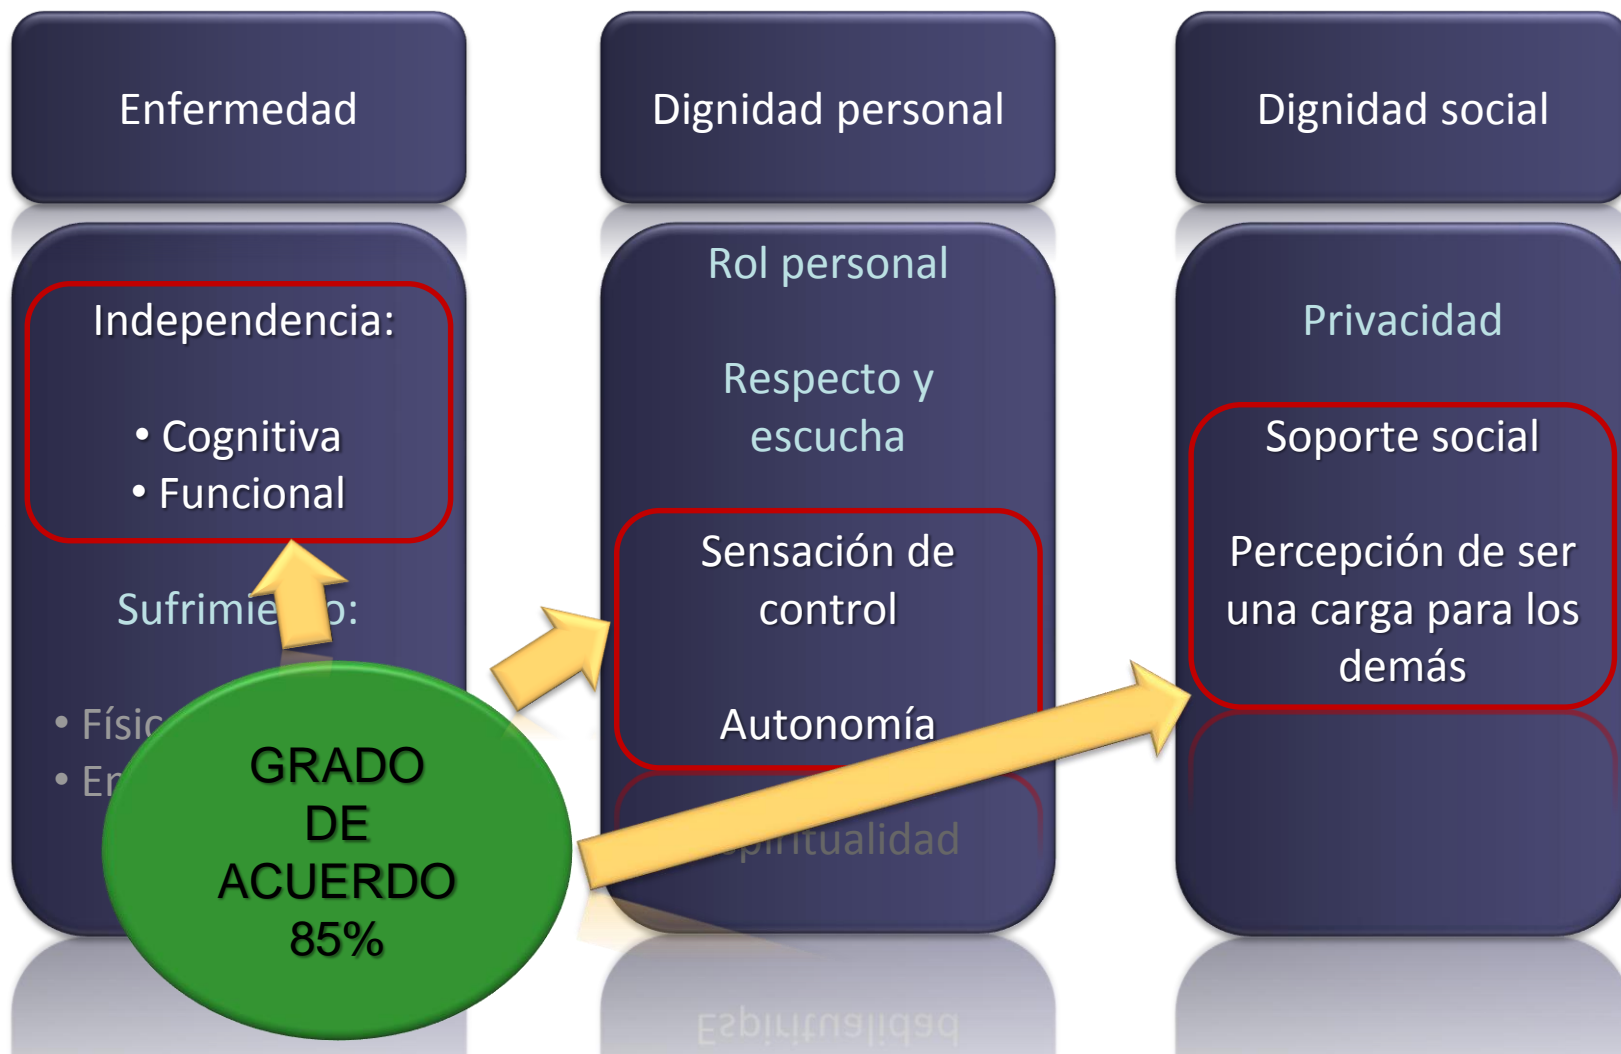 Enfermedad
Independencia:
• Cognitiva
• Funcional
GRADO
DE
ACUERDO
85%
Dignidad personal
Rol personal
Respecto y
escucha
Sensación de
control
Autonomía
Espiritualidad
Dignidad social
Privacidad
Soporte social
Percepción de ser
una carga para los
demás